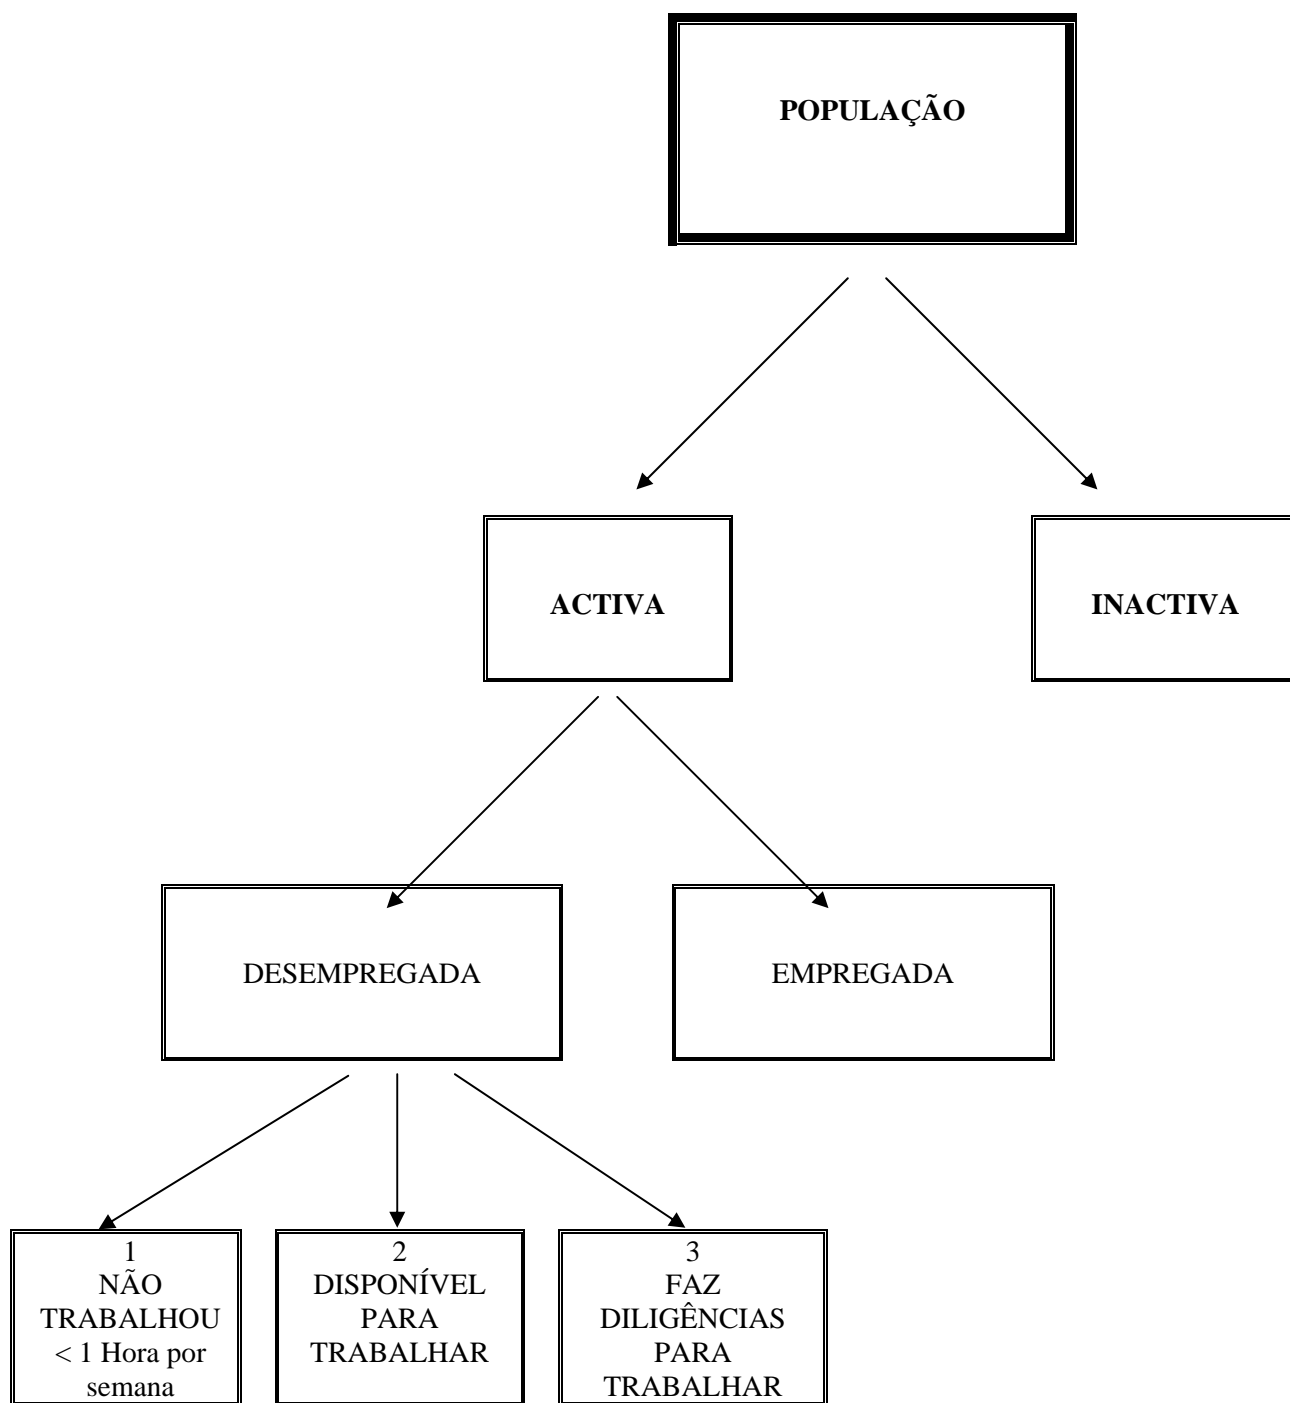 POPULAÇÃO
ACTIVA
INACTIVA
DESEMPREGADA
EMPREGADA
1
NÃO
TRABALHOU
< 1 Hora por
semana
2
DISPONÍVEL
PARA
TRABALHAR
3
FAZ
DILIGÊNCIAS
PARA
TRABALHAR